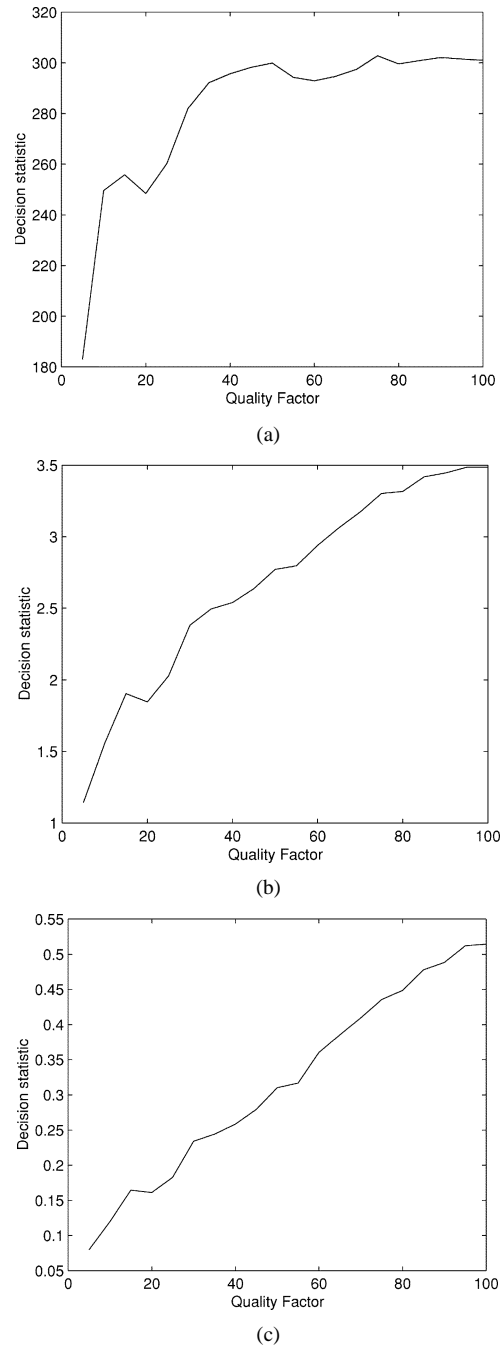 320
300
280
260
240
220
200
180
Decision statistic
0 20 40 60 80 100
Quality Factor
(a)
3.5
3
2.5
2
1.5
1
Decision statistic
0 20 40 60 80 100
Quality Factor
(b)
0.55
0.5
0.45
0.4
0.35
0.3
0.25
0.2
0.15
0.1
0.05
Decision statistic
0 20 40 60 80 100
Quality Factor
(c)